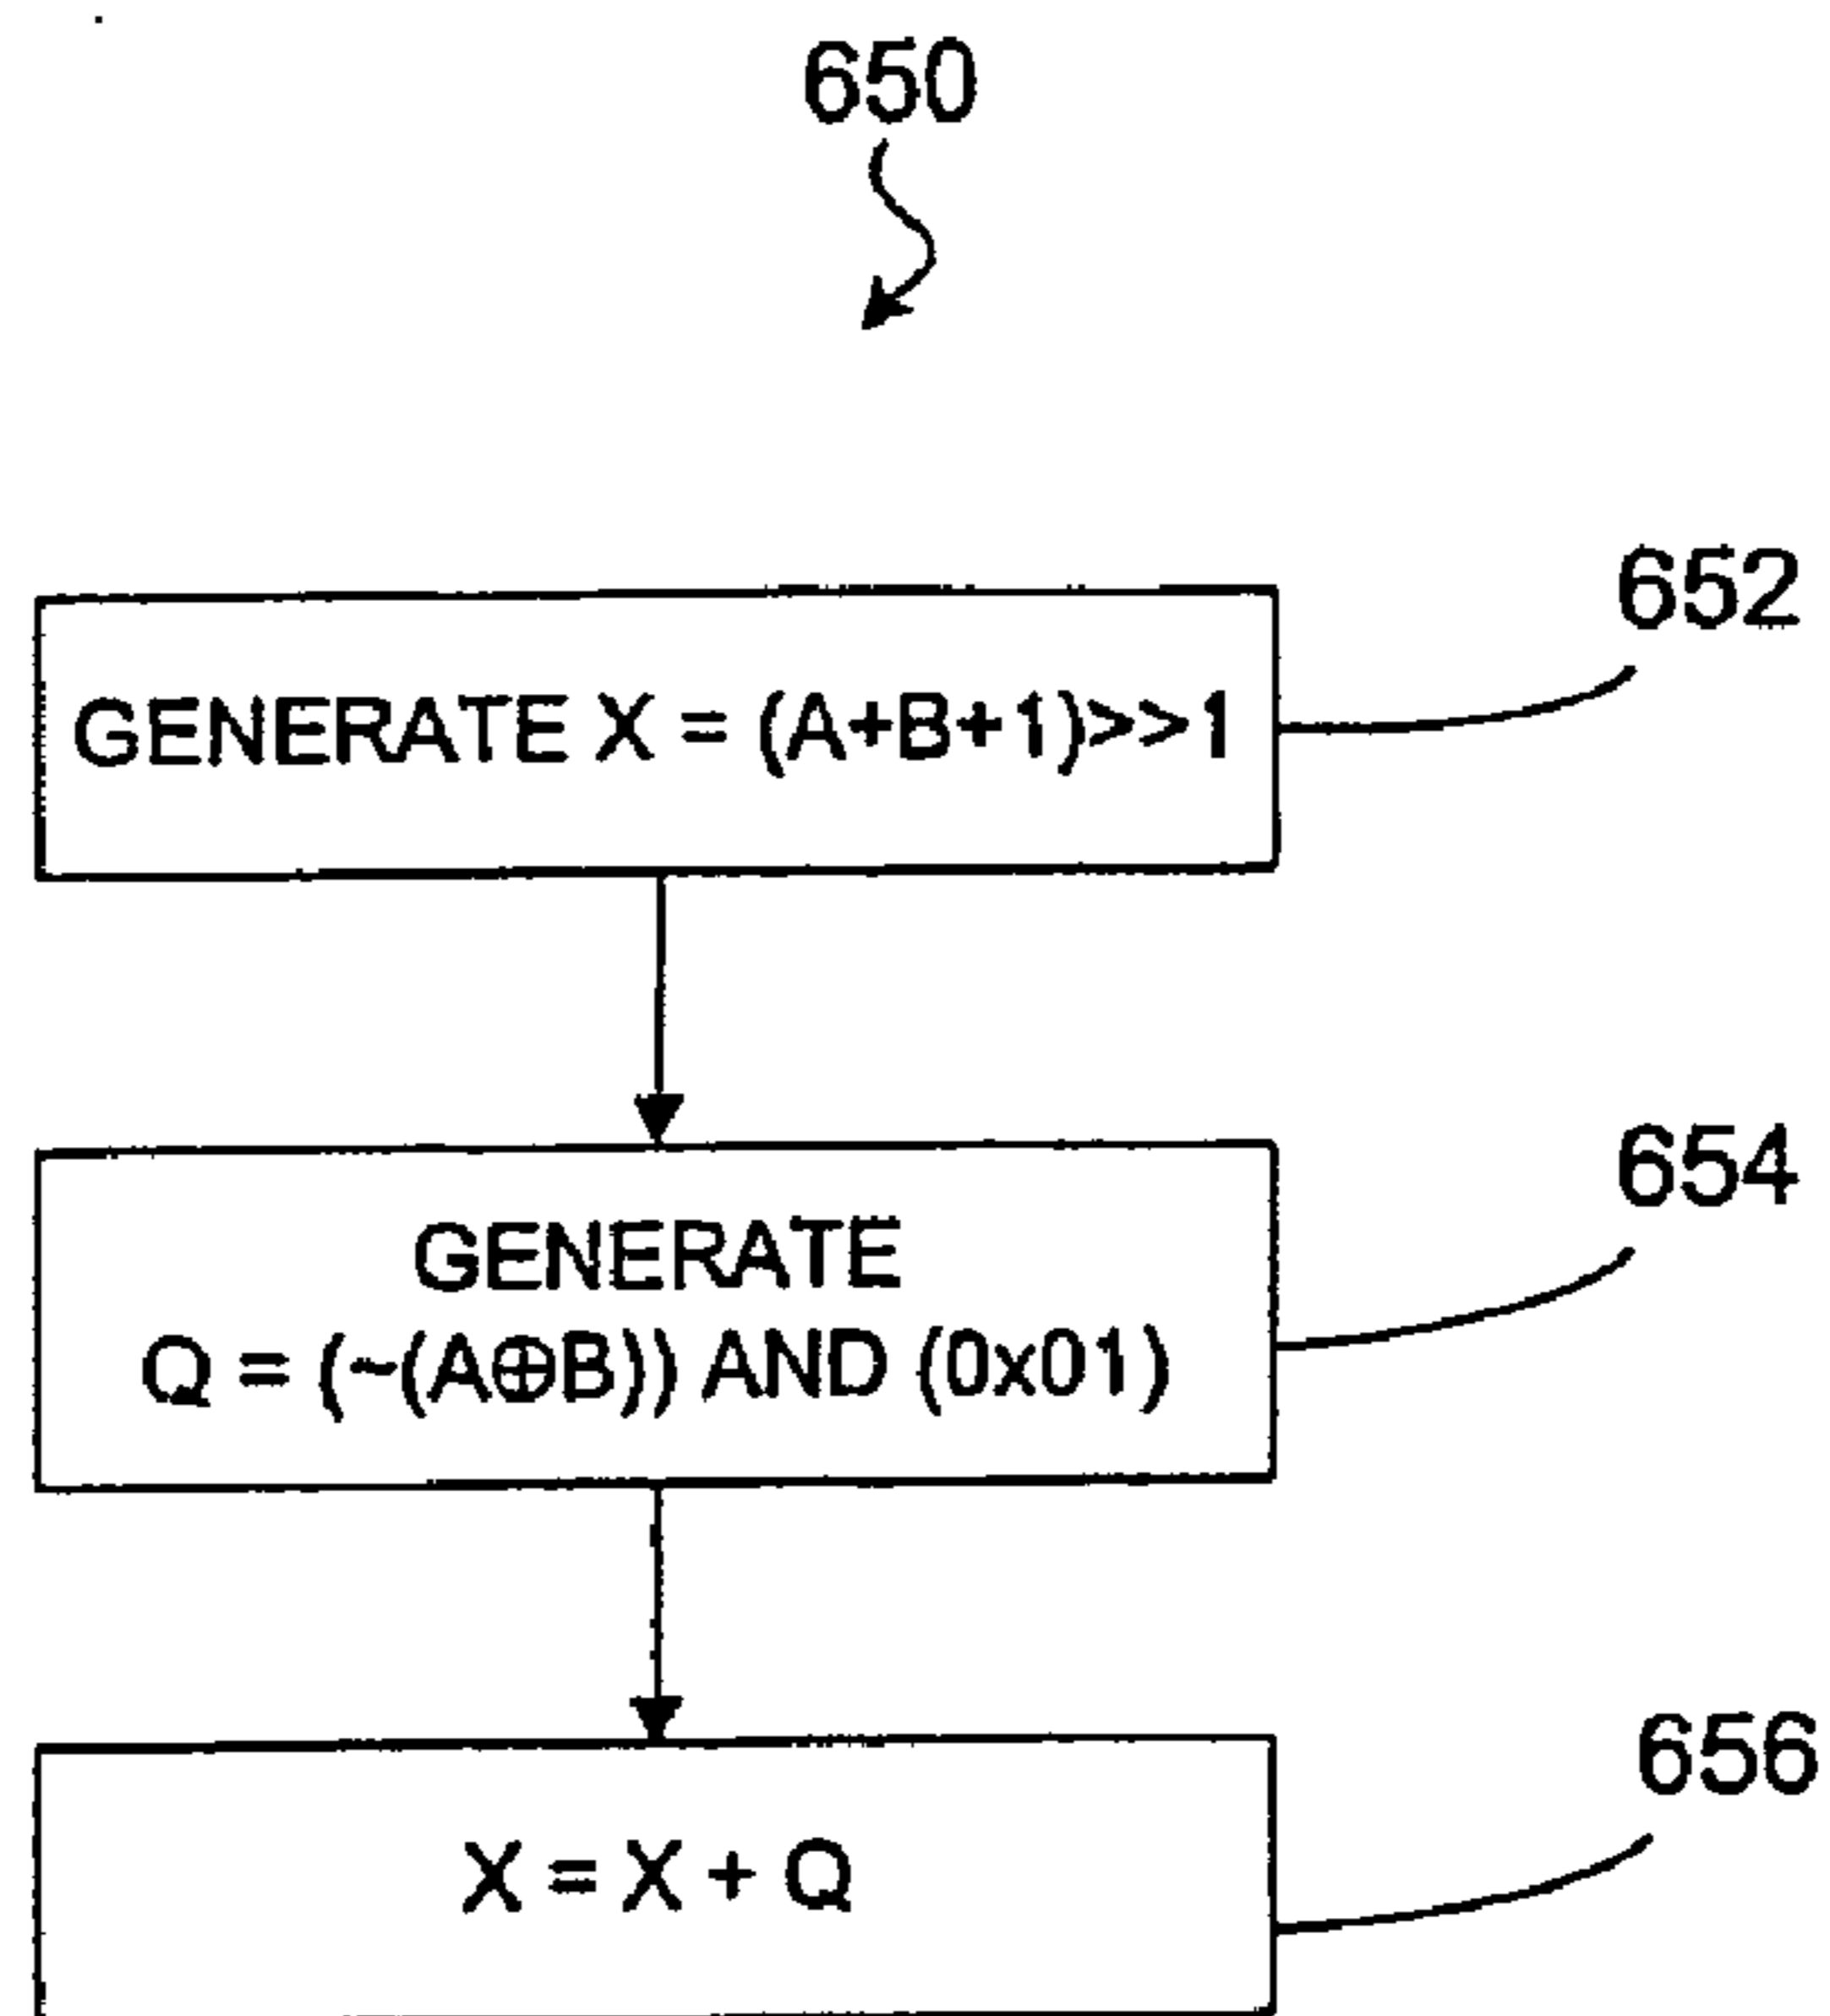 650
652
GENERATE X = (A+B+1)>>1
654
GENERATE
Q = (~(A⊕B)) AND (0x01)
656
X = X + Q